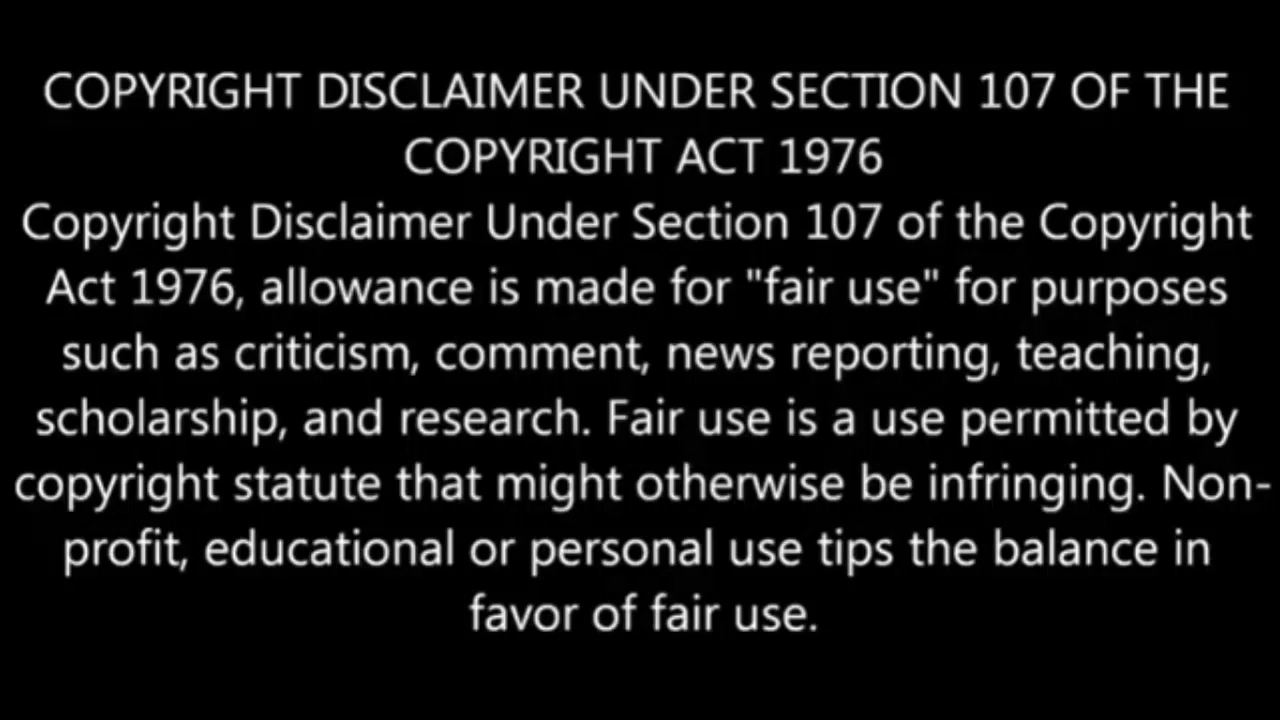 COPYRIGHT DISCLAIMER UNDER SECTION 107 OF THE
COPYRIGHT ACT 1976
Copyright Disclaimer Under Section 107 of the Copyright
Act 1976, allowance is made for "fair use" for purposes
such as criticism, comment, news reporting, teaching,
scholarship, and research. Fair use is a use permitted by
copyright statute that might otherwise be infringing. Non-
profit, educational or personal use tips the balance in
favor of fair use.